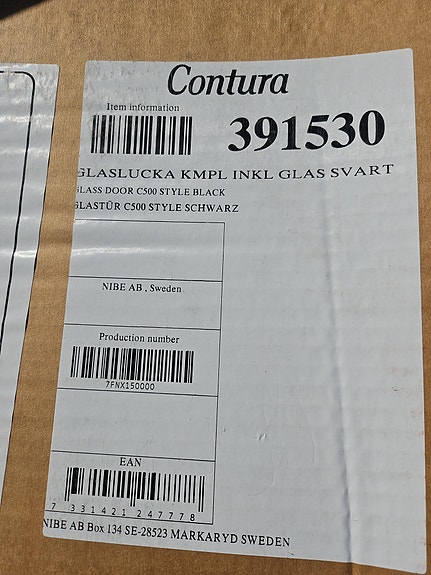 Contura
Item information
391530
GLASLUCKA KMPL INKL GLAS SVART
GLASS DOOR C500 STYLE BLACK
GLASTÜR C500 STYLE SCHWARZ
NIBE AB , Sweden
Production number
7FNX150000
EAN
7 331421 247778
NIBE AB Box 134 SE-28523 MARKARYD SWEDEN